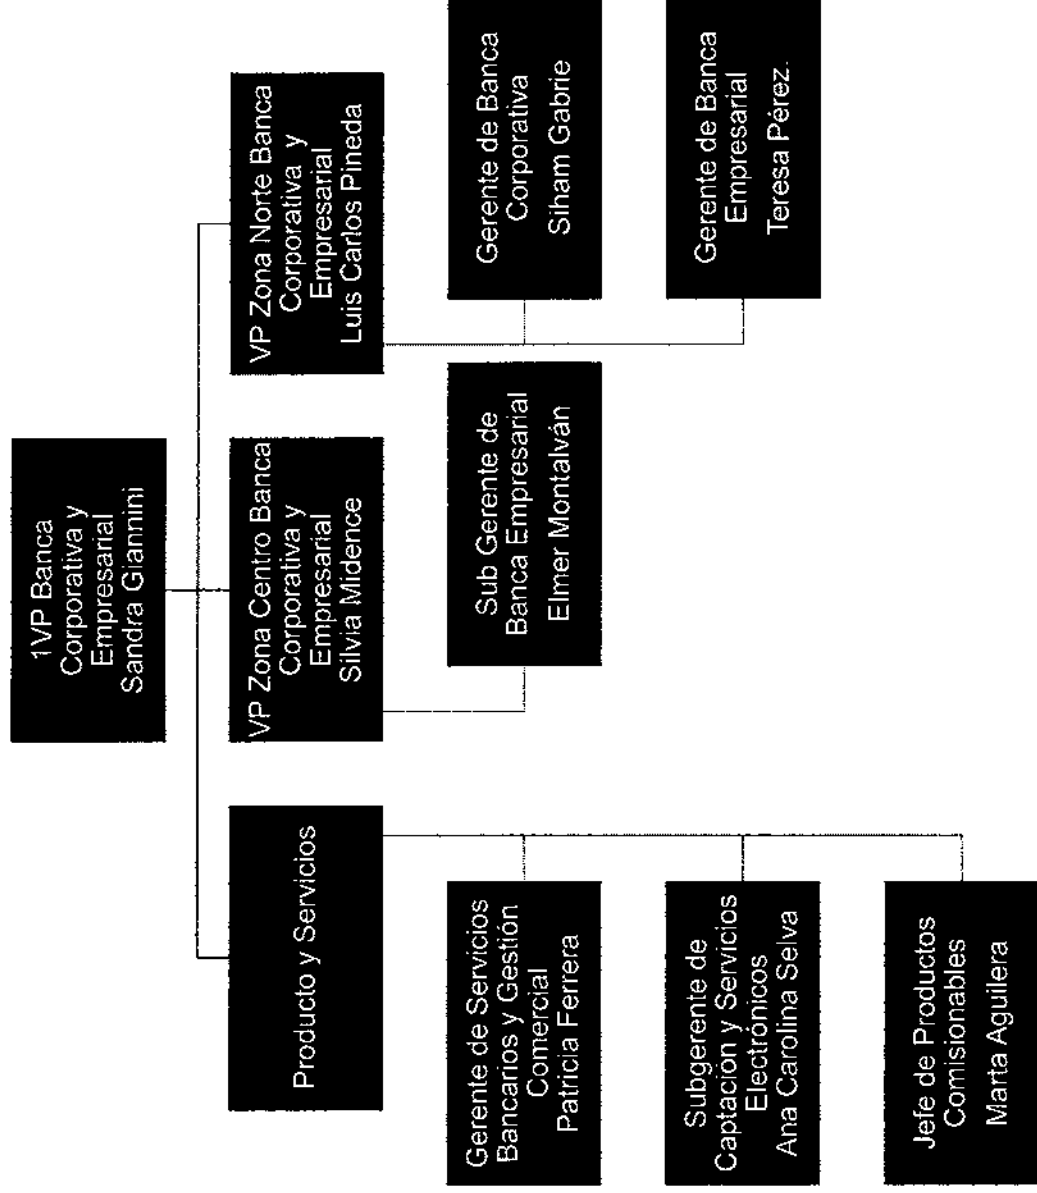 1VP Banca
Corporativa y
Empresarial
Sandra Giannini
Producto y Servicios
VP Zona Centro Banca
Corporativa y
Empresarial
Silvia Midence
VP Zona Norte Banca
Corporativa y
Empresarial
Luis Carlos Pineda
Gerente de Servicios
Bancarios y Gestión
Comercial
Patricia Ferrera
Sub Gerente de
Banca Empresarial
Elmer Montalván
Gerente de Banca
Corporativa
Siham Gabrie
Subgerente de
Captación y Servicios
Electrónicos
Ana Carolina Selva
Gerente de Banca
Empresarial
Teresa Pérez.
Jefe de Productos
Comisionables
Marta Aguilera